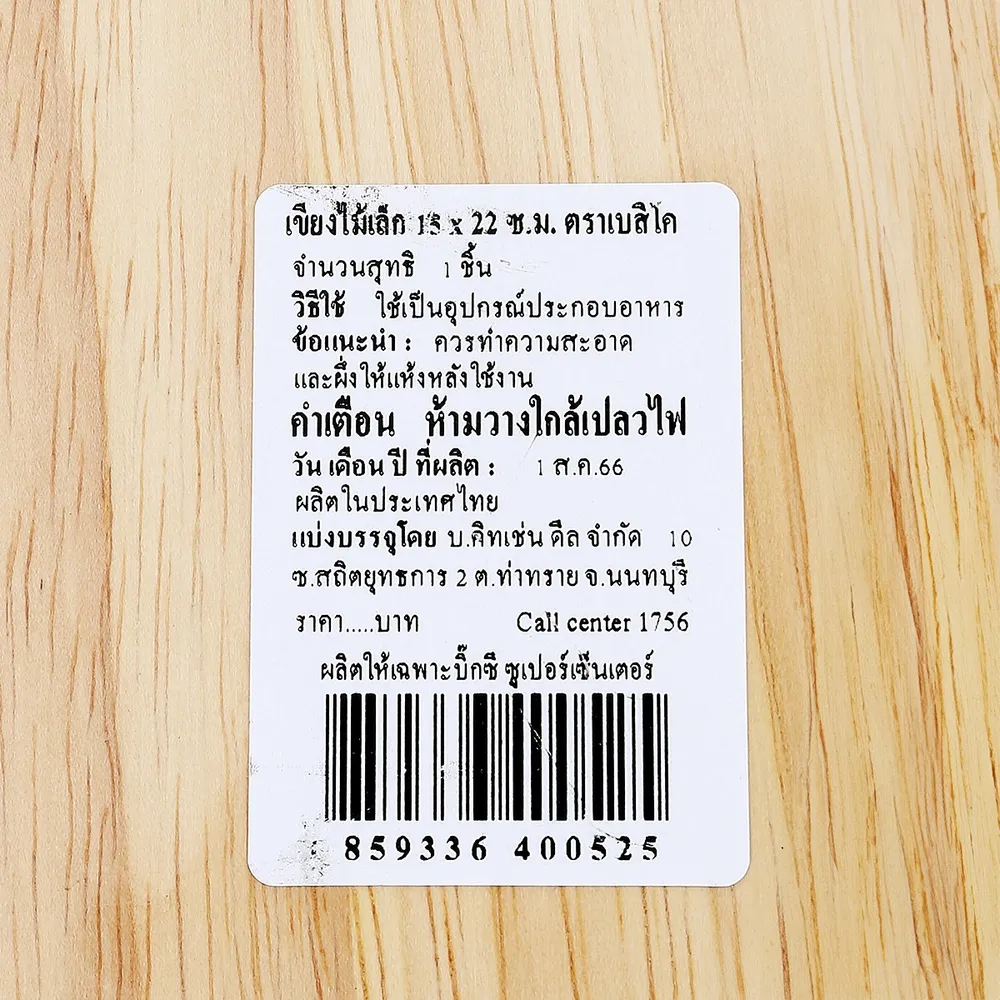 เขียงไม้เล็ก 15 x 22 ซ.ม. ตราเบสิโค
จำนวนสุทธิ 1 ชิ้น
วิธีใช้ ใช้เป็นอุปกรณ์ประกอบอาหาร
ข้อแนะนำ : ควรทำความสะอาด
และผึ่งให้แห้งหลังใช้งาน
คำเตือน ห้ามวางใกล้เปลวไฟ
วัน เดือน ปี ที่ผลิต : 1 ส.ค.66
ผลิตในประเทศไทย
แบ่งบรรจุโดย บ.คิทเช่น ดีล จำกัด 10
ซ.สถิตยุทธการ 2 ต.ท่าทราย จ.นนทบุรี
ราคา.....บาท Call center 1756
ผลิตให้เฉพาะบิ๊กซี ซูเปอร์เซ็นเตอร์
859336 400525